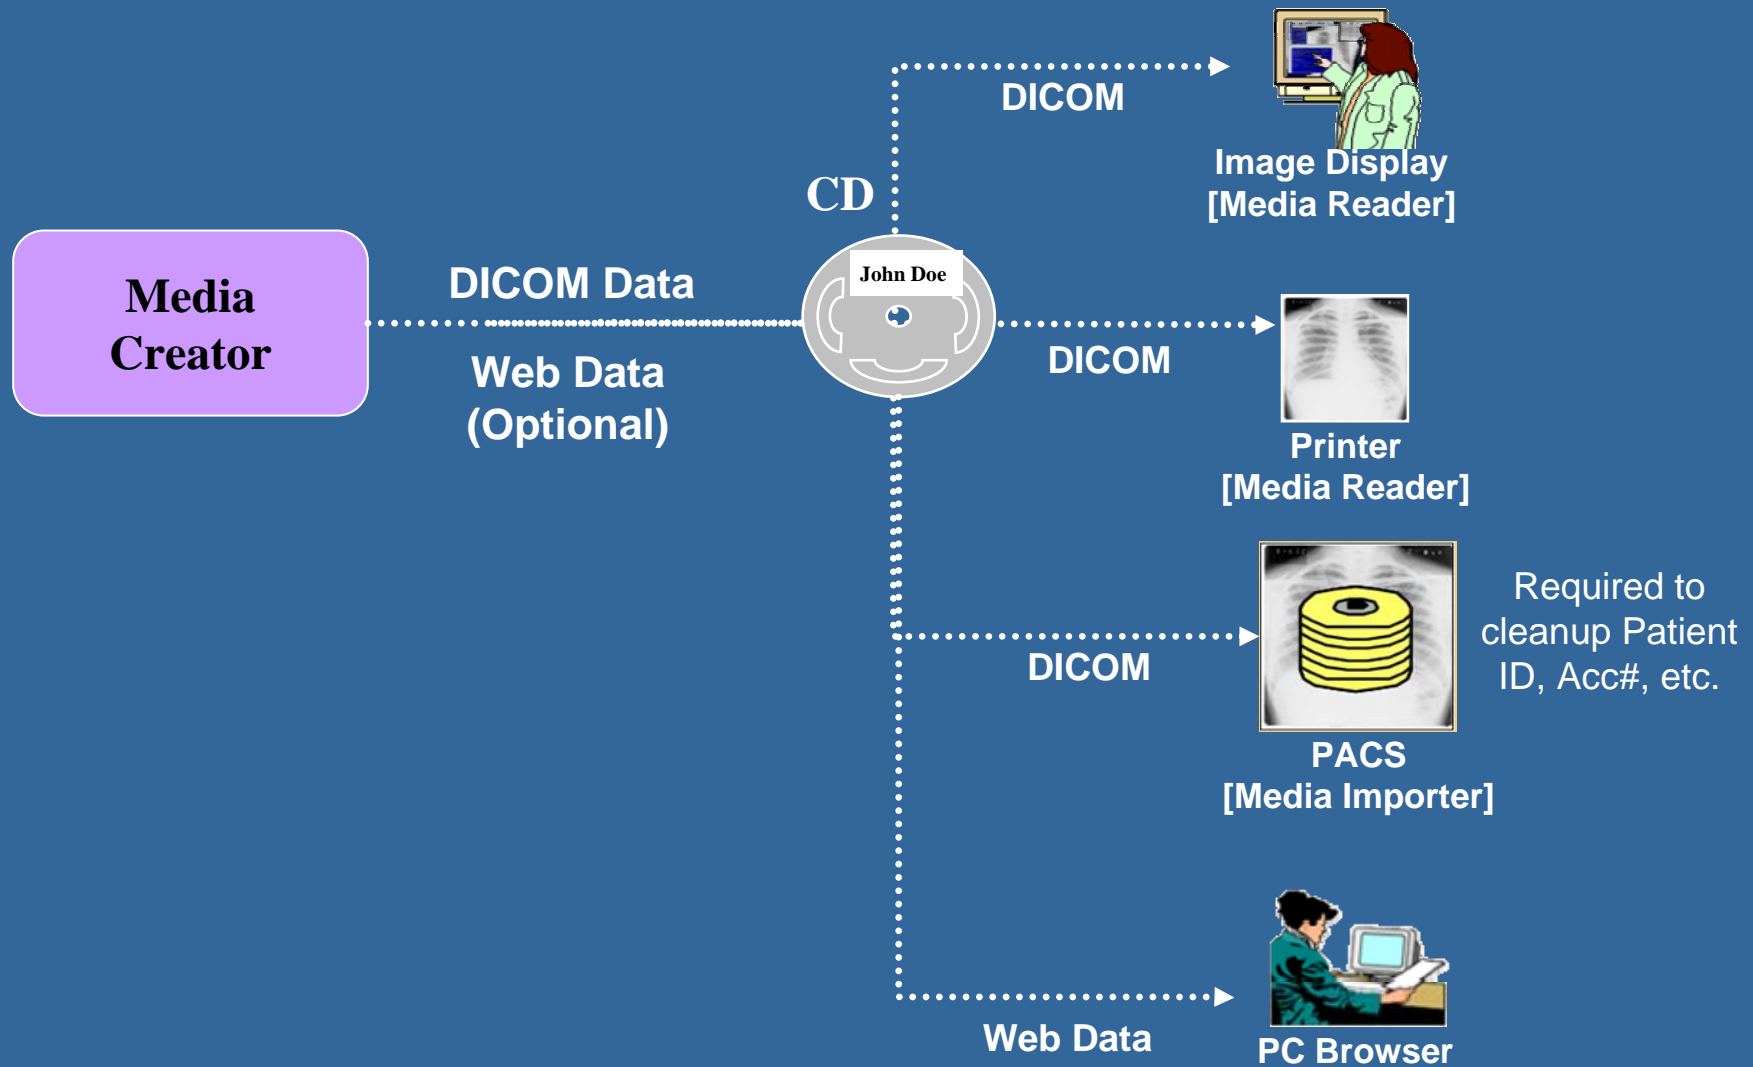 DICOM
Image Display
[Media Reader]
CD
John Doe
Media
Creator
DICOM Data
Web Data
(Optional)
DICOM
Printer
[Media Reader]
DICOM
Required to
cleanup Patient
ID, Acc#, etc.
PACS
[Media Importer]
Web Data
PC Browser